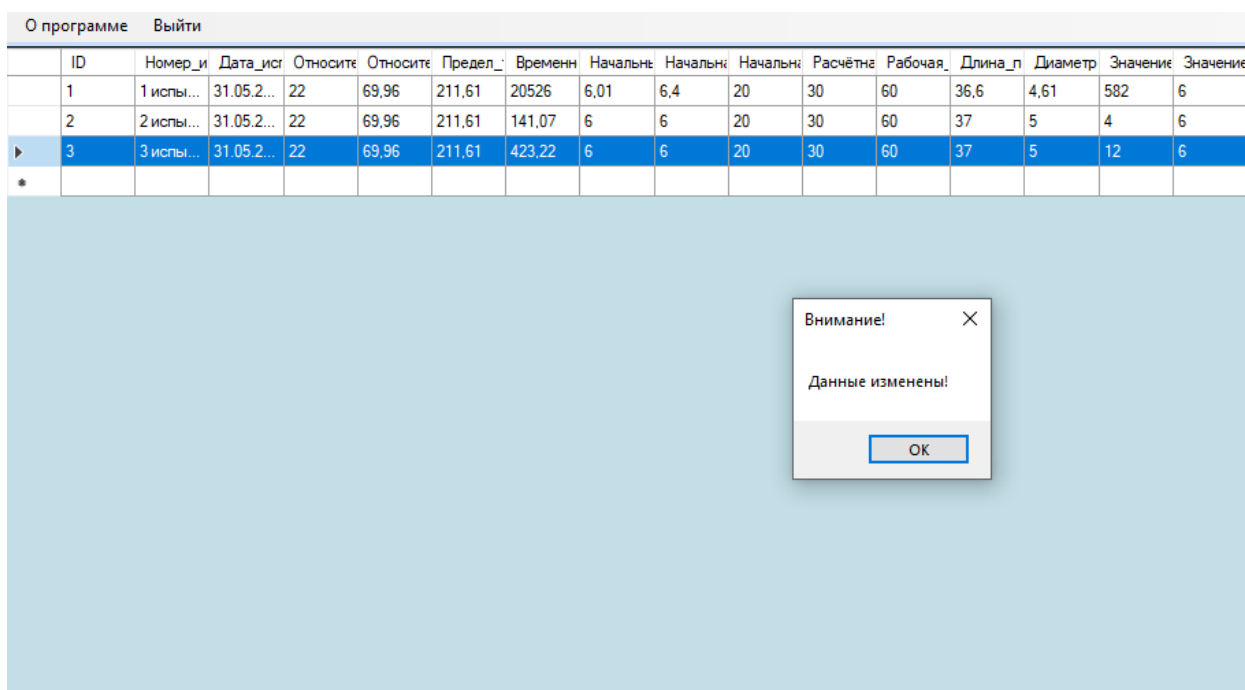 О программе Выйти
ID Номер_и Дата_исп Относите Относите Предел_ Временн Начальнь Начальна Начальна Расчётна Рабочая_ Длина_п Диаметр Значение Значение
1 1 испы... 31.05.2... 22 69,96 211,61 20526 6,01 6,4 20 30 60 36,6 4,61 582 6
2 2 испы... 31.05.2... 22 69,96 211,61 141,07 6 6 20 30 60 37 5 4 6
3 3 испы... 31.05.2... 22 69,96 211,61 423,22 6 6 20 30 60 37 5 12 6
Внимание!
Данные изменены!
OK